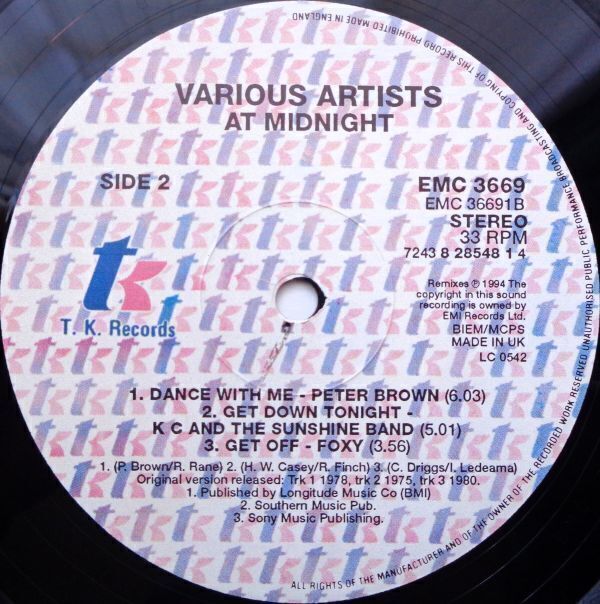 VARIOUS ARTISTS
AT MIDNIGHT
SIDE 2
EMC 3669
EMC 36691B
STEREO
33 RPM
7243 8 28548 1 4
tk
T. K. Records
Remixes ℗ 1994 The
copyright in this sound
recording is owned by
EMI Records Ltd.
BIEM/MCPS
MADE IN UK
LC 0542
1. DANCE WITH ME - PETER BROWN (6.03)
2. GET DOWN TONIGHT -
K C AND THE SUNSHINE BAND (5.01)
3. GET OFF - FOXY (3.56)
1. (P. Brown/R. Rane) 2. (H. W. Casey/R. Finch) 3. (C. Driggs/I. Ledeama)
Original version released: Trk 1 1978, trk 2 1975, trk 3 1980.
1. Published by Longitude Music Co (BMI)
2. Southern Music Pub.
3. Sony Music Publishing.
ALL RIGHTS OF THE MANUFACTURER AND OF THE OWNER OF THE RECORDED WORK RESERVED UNAUTHORISED PUBLIC PERFORMANCE BROADCASTING AND COPYING OF THIS RECORD PROHIBITED MADE IN ENGLAND